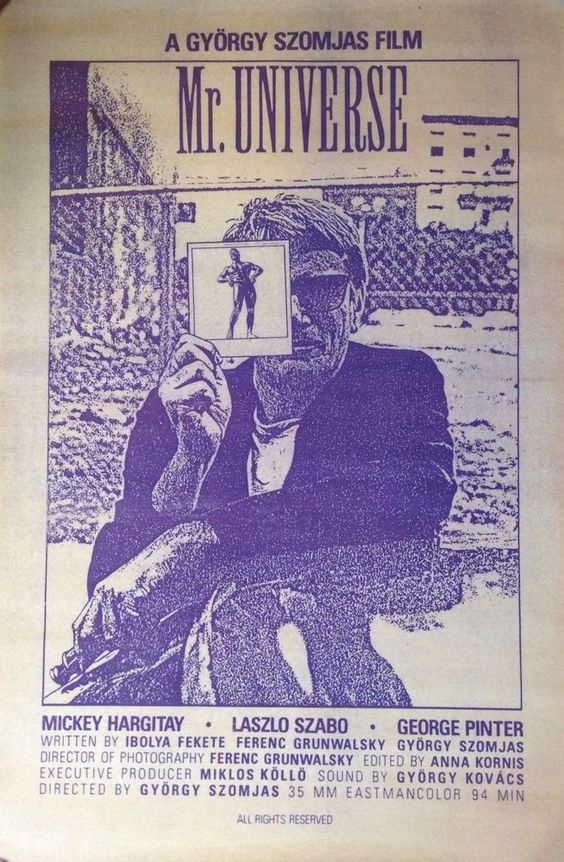 A GYÖRGY SZOMJAS FILM
Mr. UNIVERSE
MICKEY HARGITAY • LASZLO SZABO • GEORGE PINTER
WRITTEN BY IBOLYA FEKETE FERENC GRUNWALSKY GYÖRGY SZOMJAS
DIRECTOR OF PHOTOGRAPHY FERENC GRUNWALSKY EDITED BY ANNA KORNIS
EXECUTIVE PRODUCER MIKLOS KÖLLÖ SOUND BY GYÖRGY KOVÁCS
DIRECTED BY GYÖRGY SZOMJAS 35 MM EASTMANCOLOR 94 MIN
ALL RIGHTS RESERVED